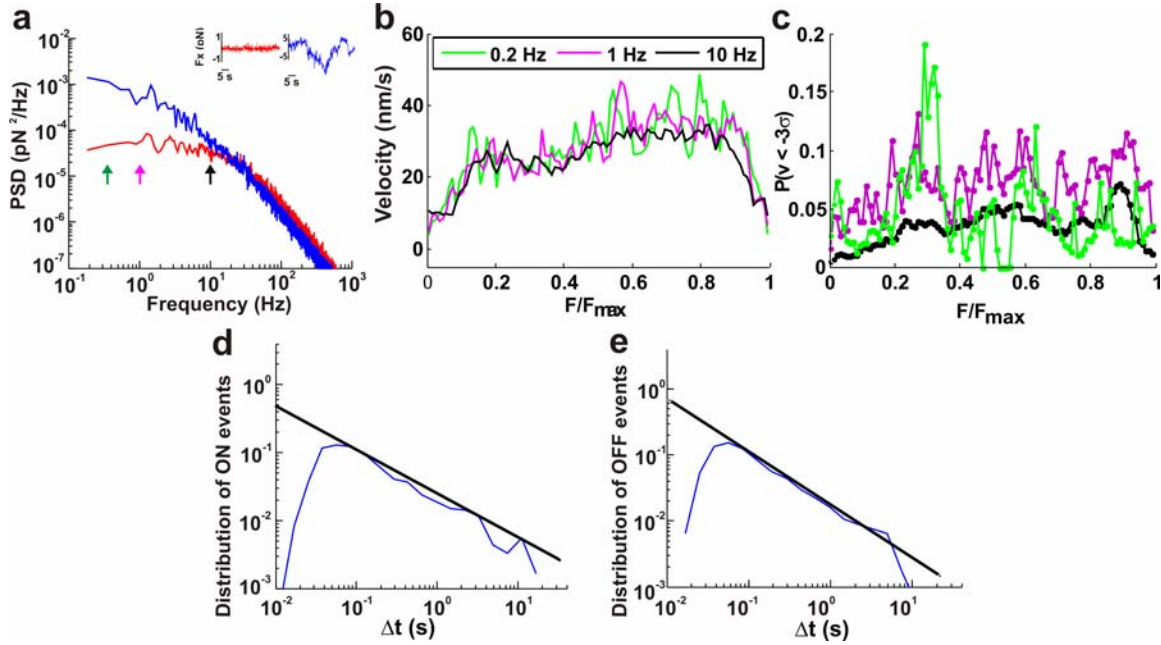 a
PSD (pN²/Hz)
10⁻²
10⁻³
10⁻⁴
10⁻⁵
10⁻⁶
10⁻⁷
10⁻¹ 10⁰ 10¹ 10² 10³
Frequency (Hz)
Fx (pN)
1
-1
5 s
5
-5
5 s
b
0.2 Hz 1 Hz 10 Hz
Velocity (nm/s)
60
40
20
0
0 0.2 0.4 0.6 0.8 1
F/Fmax
c
P(v < -3σ)
0.2
0.15
0.1
0.05
0
0 0.2 0.4 0.6 0.8 1
F/Fmax
d
Distribution of ON events
10⁰
10⁻¹
10⁻²
10⁻³
10⁻² 10⁻¹ 10⁰ 10¹
Δt (s)
e
Distribution of OFF events
10⁰
10⁻¹
10⁻²
10⁻³
10⁻² 10⁻¹ 10⁰ 10¹
Δt (s)